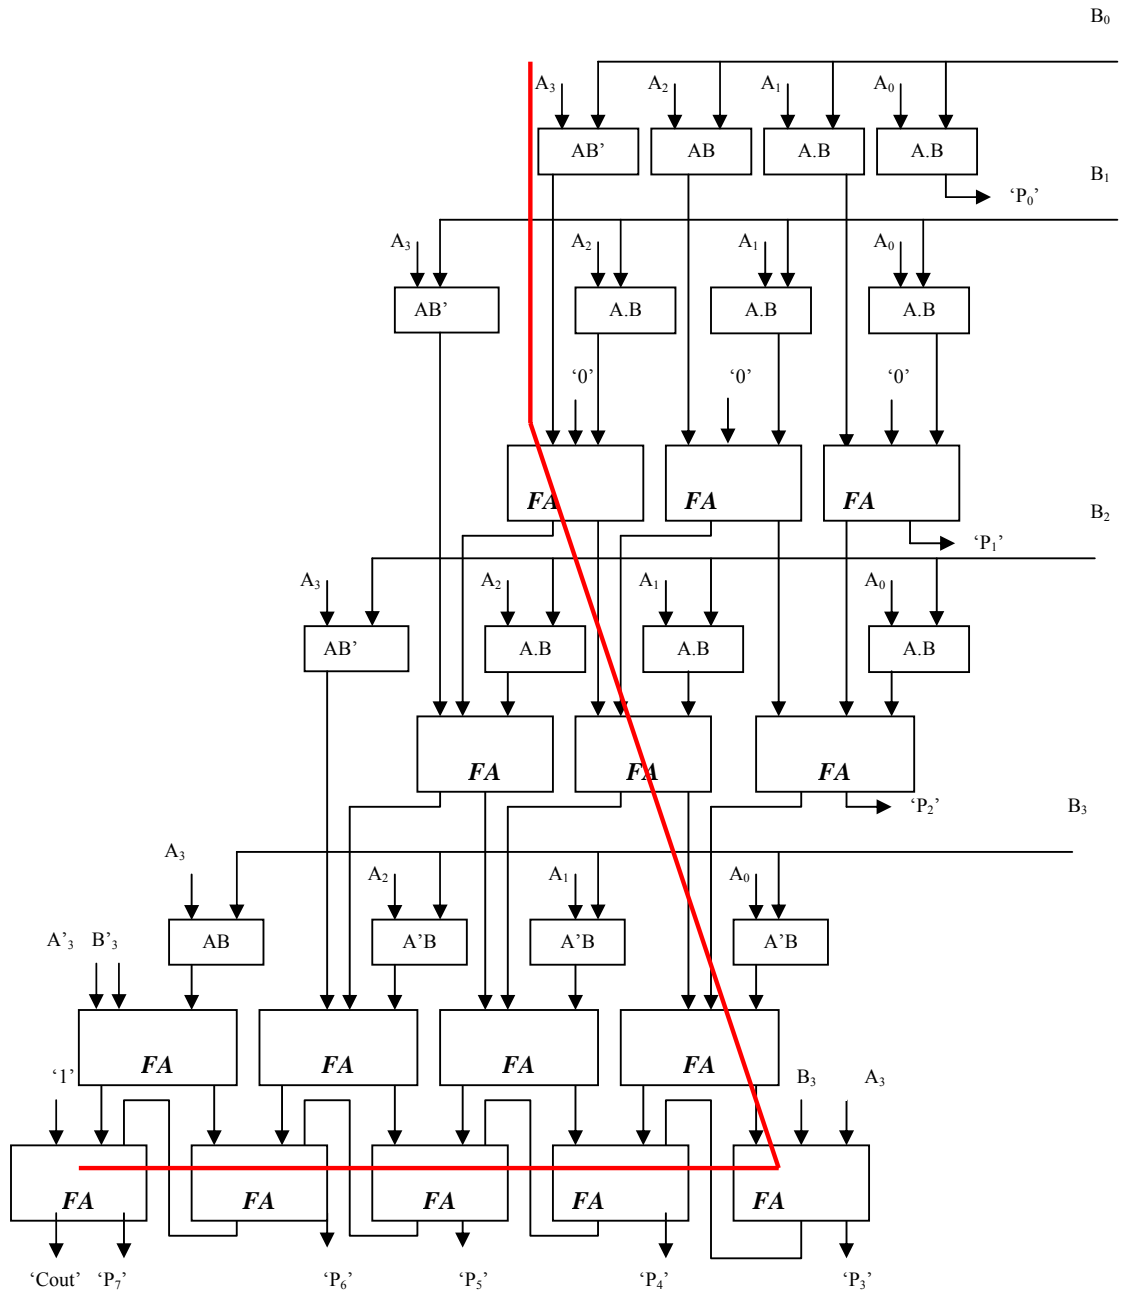 B₀
A₃ A₂ A₁ A₀
AB’ AB A.B A.B
B₁
‘P₀’
A₃ A₂ A₁ A₀
AB’ A.B A.B A.B
‘0’ ‘0’ ‘0’
FA FA FA
B₂
‘P₁’
A₃ A₂ A₁ A₀
AB’ A.B A.B A.B
FA FA FA
‘P₂’ B₃
A₃ A₂ A₁ A₀
A’₃ B’₃ AB A’B A’B A’B
FA FA FA FA
‘1’ B₃ A₃
FA FA FA FA FA
‘Cout’ ‘P₇’ ‘P₆’ ‘P₅’ ‘P₄’ ‘P₃’